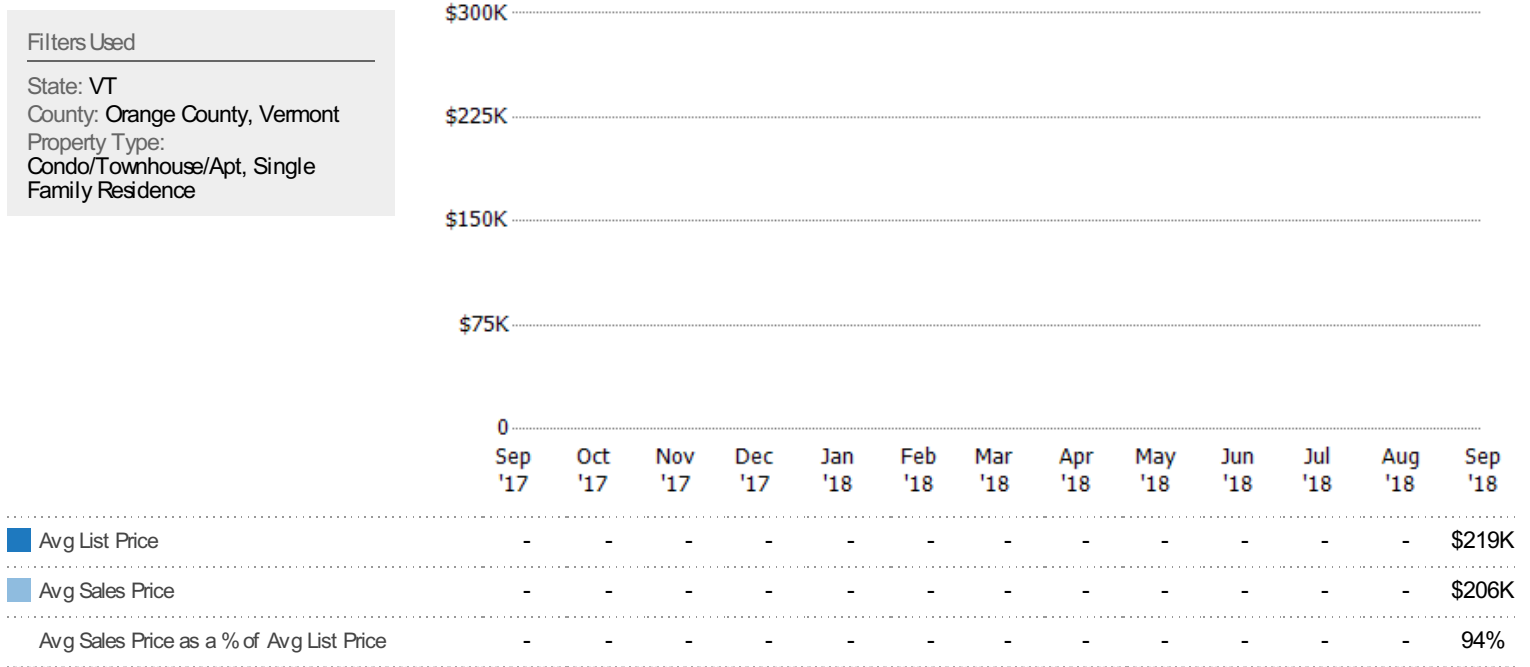 Filters Used
State: VT
County: Orange County, Vermont
Property Type:
Condo/Townhouse/Apt, Single
Family Residence
$300K
$225K
$150K
$75K
0
Sep Oct Nov Dec Jan Feb Mar Apr May Jun Jul Aug Sep
'17 '17 '17 '17 '18 '18 '18 '18 '18 '18 '18 '18 '18
Avg List Price - - - - - - - - - - - - $219K
Avg Sales Price - - - - - - - - - - - - $206K
Avg Sales Price as a % of Avg List Price - - - - - - - - - - - - 94%